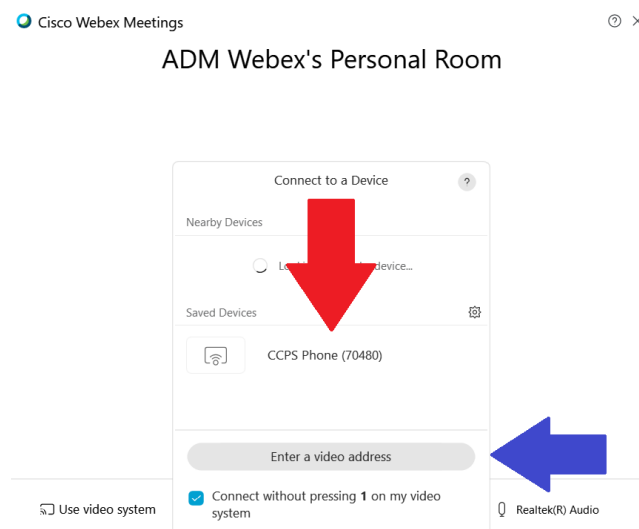 Cisco Webex Meetings
ADM Webex's Personal Room
Connect to a Device
?
Nearby Devices
device...
Saved Devices
CCPS Phone (70480)
Enter a video address
Connect without pressing 1 on my video
system
Use video system
Realtek(R) Audio